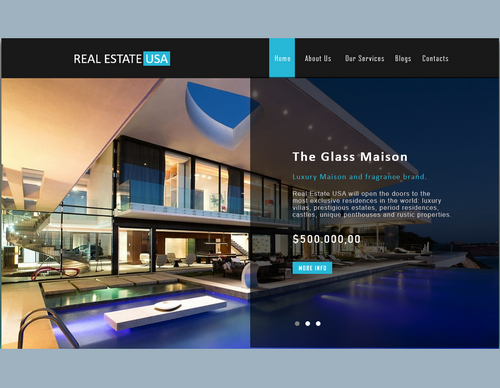 REAL ESTATE USA
Home About Us Our Services Blogs Contacts
The Glass Maison
Luxury Maison and fragrance brand.
Real Estate USA will open the doors to the
most exclusive residences in the world: luxury
villas, prestigious estates, period residences,
castles, unique penthouses and rustic properties.
$500.000,00
MORE INFO